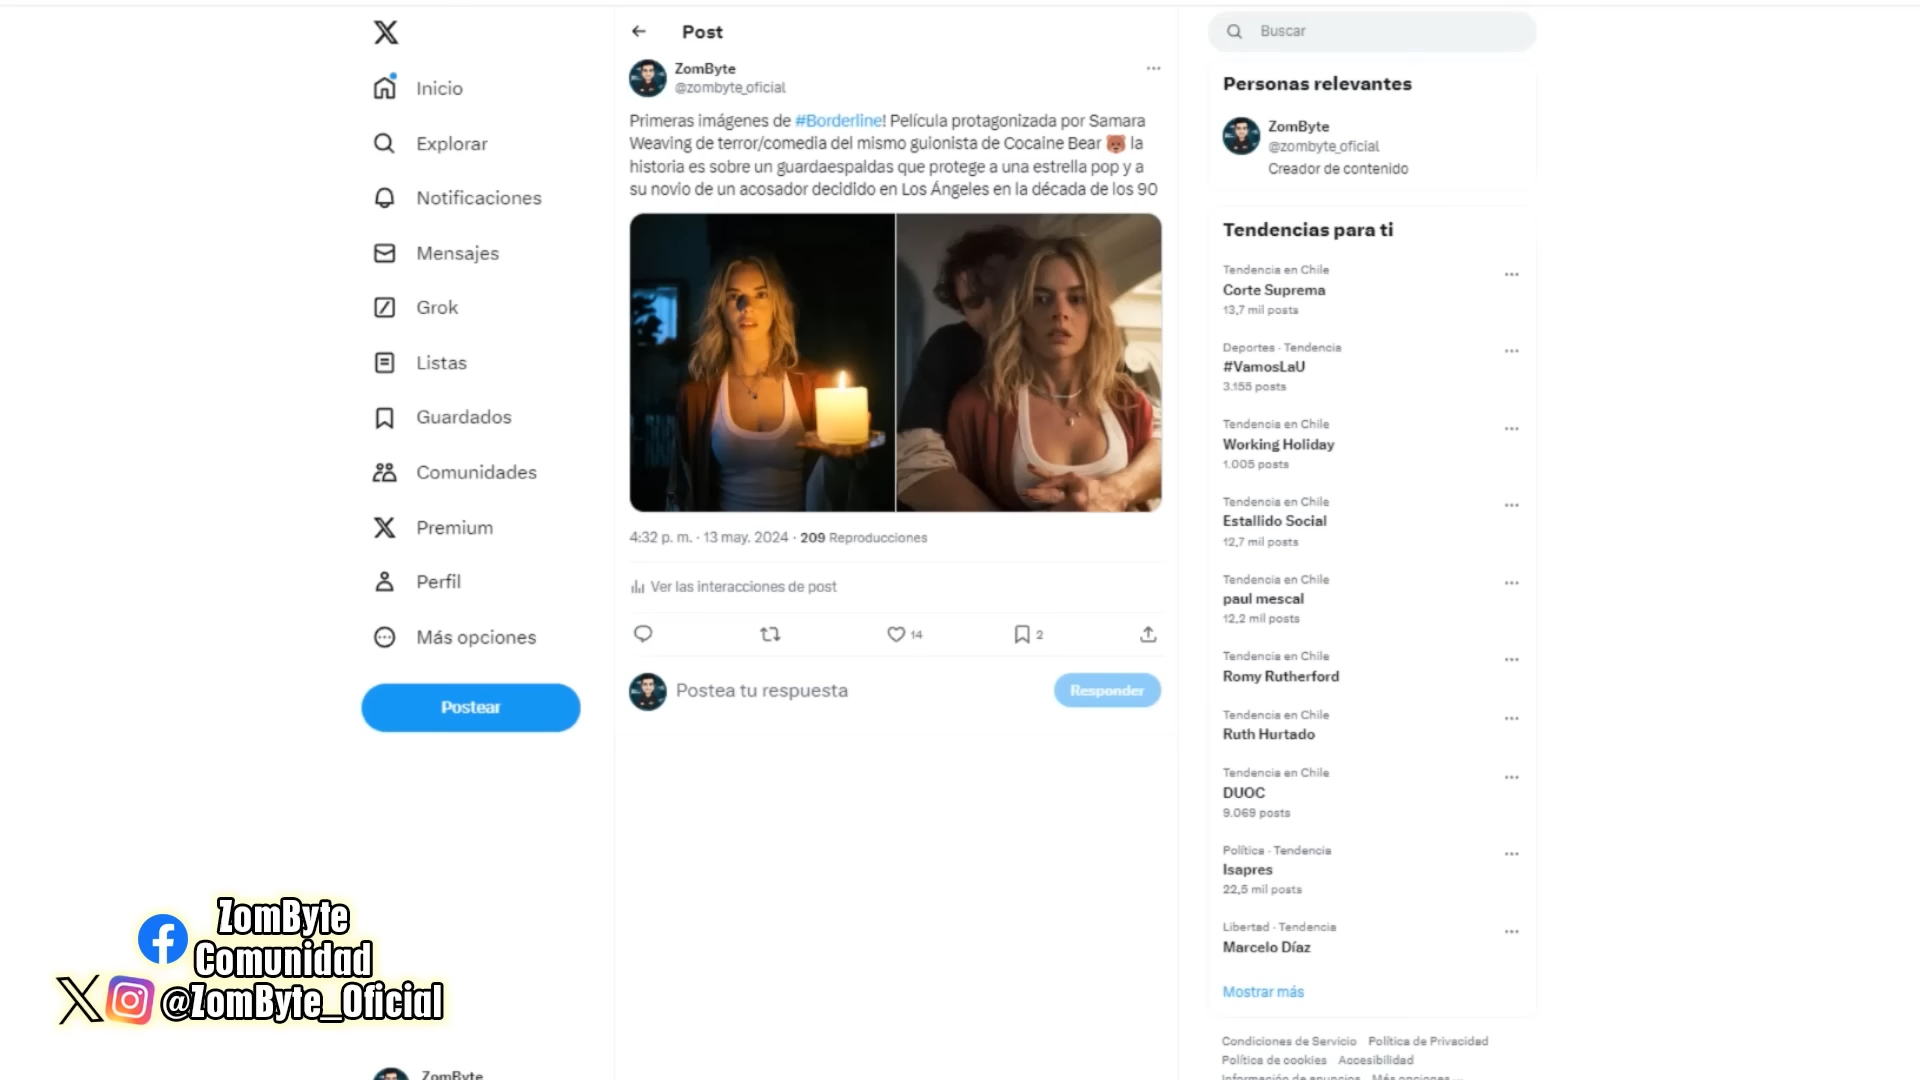 Inicio
Explorar
Notificaciones
Mensajes
Grok
Listas
Guardados
Comunidades
Premium
Perfil
Más opciones
Postear
ZomByte
Comunidad
@ZomByte_Oficial
ZomByte
Post
ZomByte
@zombyte_oficial
Primeras imágenes de #Borderline! Película protagonizada por Samara
Weaving de terror/comedia del mismo guionista de Cocaine Bear 🐻 la
historia es sobre un guardaespaldas que protege a una estrella pop y a
su novio de un acosador decidido en Los Ángeles en la década de los 90
4:32 p. m. · 13 may. 2024 · 209 Reproducciones
Ver las interacciones de post
14
2
Postea tu respuesta
Responder
Buscar
Personas relevantes
ZomByte
@zombyte_oficial
Creador de contenido
Tendencias para ti
Tendencia en Chile
Corte Suprema
13,7 mil posts
Deportes · Tendencia
#VamosLaU
3.155 posts
Tendencia en Chile
Working Holiday
1.005 posts
Tendencia en Chile
Estallido Social
12,7 mil posts
Tendencia en Chile
paul mescal
12,2 mil posts
Tendencia en Chile
Romy Rutherford
Tendencia en Chile
Ruth Hurtado
Tendencia en Chile
DUOC
9.069 posts
Política · Tendencia
Isapres
22,5 mil posts
Libertad · Tendencia
Marcelo Díaz
Mostrar más
Condiciones de Servicio Política de Privacidad
Política de cookies Accesibilidad
Información de anuncios Más opciones ...